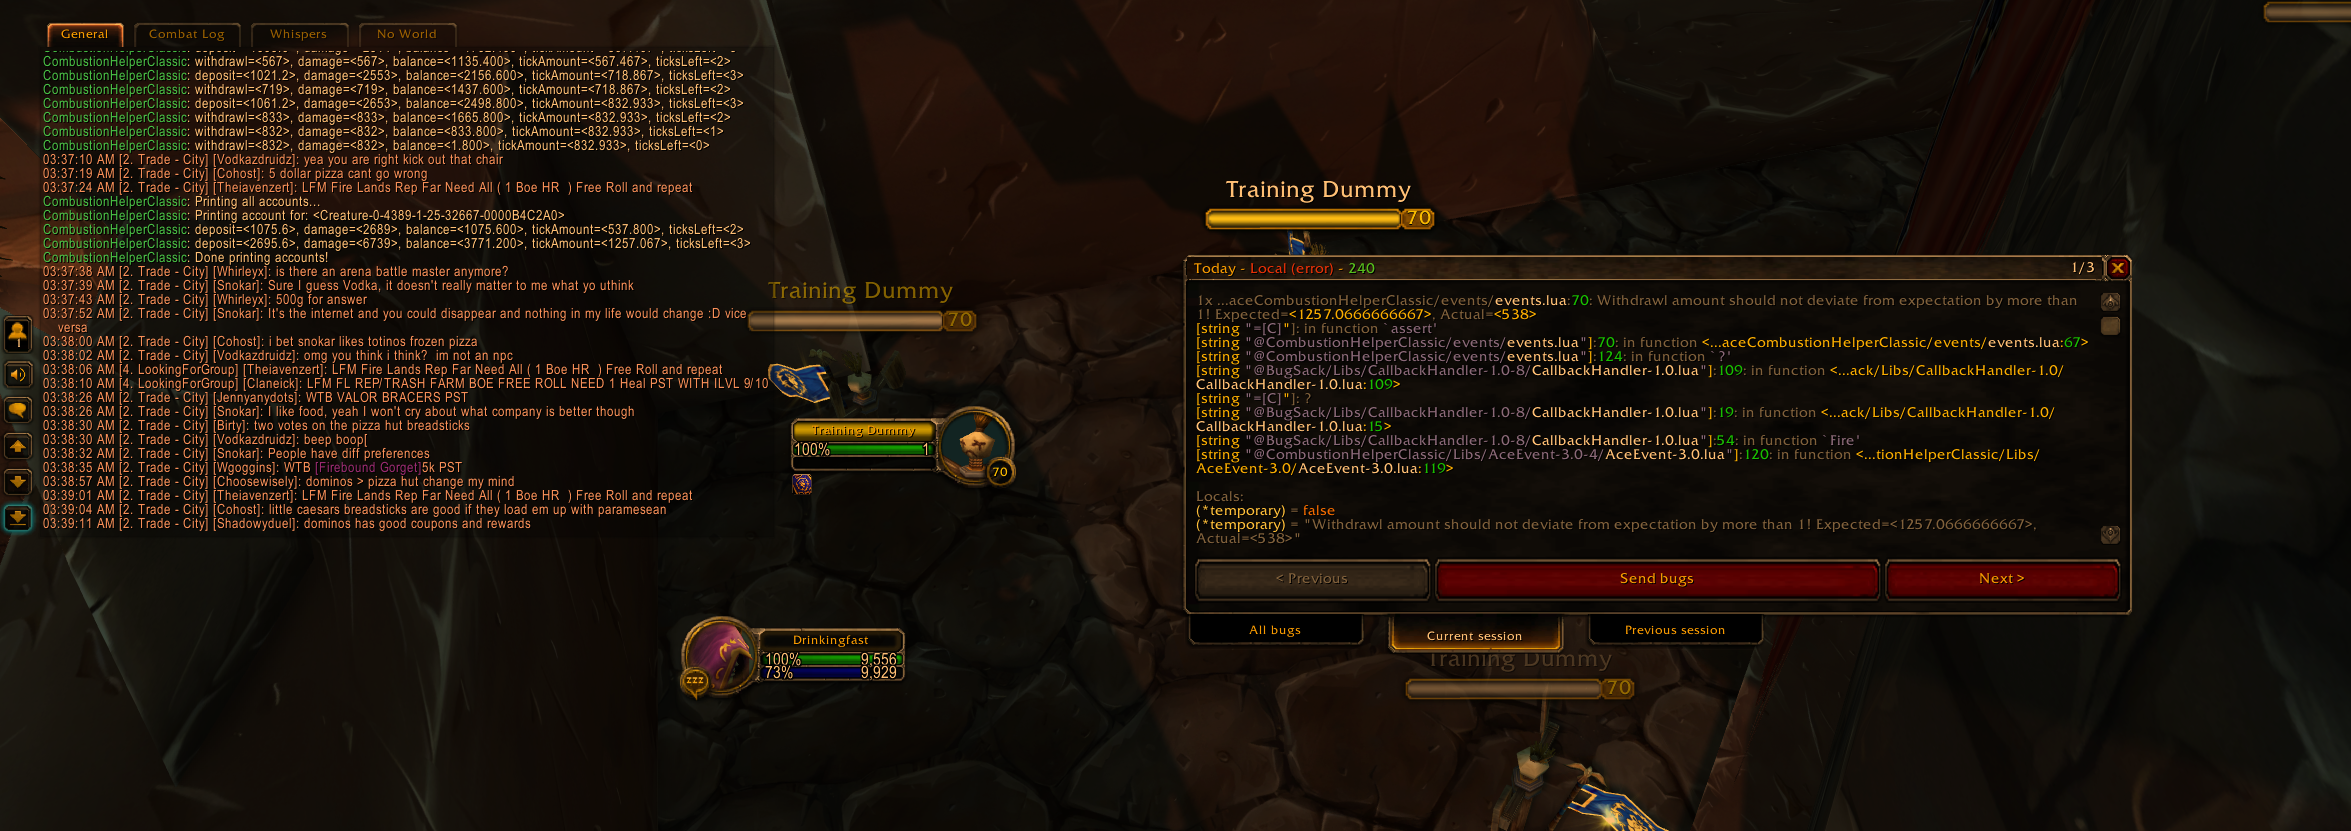 General
Combat Log
Whispers
No World
CombustionHelperClassic: withdrawl=<567>, damage=<567>, balance=<1135.400>, tickAmount=<567.467>, ticksLeft=<2>
CombustionHelperClassic: deposit=<1021.2>, damage=<2553>, balance=<2156.600>, tickAmount=<718.867>, ticksLeft=<3>
CombustionHelperClassic: withdrawl=<719>, damage=<719>, balance=<1437.600>, tickAmount=<718.867>, ticksLeft=<2>
CombustionHelperClassic: deposit=<1061.2>, damage=<2653>, balance=<2498.800>, tickAmount=<832.933>, ticksLeft=<3>
CombustionHelperClassic: withdrawl=<833>, damage=<833>, balance=<1665.800>, tickAmount=<832.933>, ticksLeft=<2>
CombustionHelperClassic: withdrawl=<832>, damage=<832>, balance=<833.800>, tickAmount=<832.933>, ticksLeft=<1>
CombustionHelperClassic: withdrawl=<832>, damage=<832>, balance=<1.800>, tickAmount=<832.933>, ticksLeft=<0>
03:37:10 AM [2. Trade - City] [Vodkazdruidz]: yea you are right kick out that chair
03:37:19 AM [2. Trade - City] [Cohost]: 5 dollar pizza cant go wrong
03:37:24 AM [2. Trade - City] [Theiavenzert]: LFM Fire Lands Rep Far Need All ( 1 Boe HR  ) Free Roll and repeat
CombustionHelperClassic: Printing all accounts...
CombustionHelperClassic: Printing account for: <Creature-0-4389-1-25-32667-0000B4C2A0>
CombustionHelperClassic: deposit=<1075.6>, damage=<2689>, balance=<1075.600>, tickAmount=<537.800>, ticksLeft=<2>
CombustionHelperClassic: deposit=<2695.6>, damage=<6739>, balance=<3771.200>, tickAmount=<1257.067>, ticksLeft=<3>
CombustionHelperClassic: Done printing accounts!
03:37:38 AM [2. Trade - City] [Whirleyx]: is there an arena battle master anymore?
03:37:39 AM [2. Trade - City] [Snokar]: Sure I guess Vodka, it doesn't really matter to me what yo uthink
03:37:43 AM [2. Trade - City] [Whirleyx]: 500g for answer
03:37:52 AM [2. Trade - City] [Snokar]: It's the internet and you could disappear and nothing in my life would change :D vice
versa
03:38:00 AM [2. Trade - City] [Cohost]: i bet snokar likes totinos frozen pizza
03:38:02 AM [2. Trade - City] [Vodkazdruidz]: omg you think i think?  im not an npc
03:38:06 AM [4. LookingForGroup] [Theiavenzert]: LFM Fire Lands Rep Far Need All ( 1 Boe HR  ) Free Roll and repeat
03:38:10 AM [4. LookingForGroup] [Claneick]: LFM FL REP/TRASH FARM BOE FREE ROLL NEED 1 Heal PST WITH ILVL 9/10
03:38:26 AM [2. Trade - City] [Jennyanydots]: WTB VALOR BRACERS PST
03:38:26 AM [2. Trade - City] [Snokar]: I like food, yeah I won't cry about what company is better though
03:38:30 AM [2. Trade - City] [Birty]: two votes on the pizza hut breadsticks
03:38:30 AM [2. Trade - City] [Vodkazdruidz]: beep boop[
03:38:32 AM [2. Trade - City] [Snokar]: People have diff preferences
03:38:35 AM [2. Trade - City] [Wgoggins]: WTB [Firebound Gorget]5k PST
03:38:57 AM [2. Trade - City] [Choosewisely]: dominos > pizza hut change my mind
03:39:01 AM [2. Trade - City] [Theiavenzert]: LFM Fire Lands Rep Far Need All ( 1 Boe HR  ) Free Roll and repeat
03:39:04 AM [2. Trade - City] [Cohost]: little caesars breadsticks are good if they load em up with paramesean
03:39:11 AM [2. Trade - City] [Shadowyduel]: dominos has good coupons and rewards
Training Dummy
70
Training Dummy
70
Training Dummy
100% 1
70
Drinkingfast
100% 9,556
73% 9,929
zzz
Today - Local (error) - 240
1/3
1x ...aceCombustionHelperClassic/events/events.lua:70: Withdrawl amount should not deviate from expectation by more than
1! Expected=<1257.0666666667>, Actual=<538>
[string "=[C]"]: in function `assert'
[string "@CombustionHelperClassic/events/events.lua"]:70: in function <...aceCombustionHelperClassic/events/events.lua:67>
[string "@CombustionHelperClassic/events/events.lua"]:124: in function `?'
[string "@BugSack/Libs/CallbackHandler-1.0-8/CallbackHandler-1.0.lua"]:109: in function <...ack/Libs/CallbackHandler-1.0/
CallbackHandler-1.0.lua:109>
[string "=[C]"]: ?
[string "@BugSack/Libs/CallbackHandler-1.0-8/CallbackHandler-1.0.lua"]:19: in function <...ack/Libs/CallbackHandler-1.0/
CallbackHandler-1.0.lua:15>
[string "@BugSack/Libs/CallbackHandler-1.0-8/CallbackHandler-1.0.lua"]:54: in function `Fire'
[string "@CombustionHelperClassic/Libs/AceEvent-3.0-4/AceEvent-3.0.lua"]:120: in function <...tionHelperClassic/Libs/
AceEvent-3.0/AceEvent-3.0.lua:119>
Locals:
(*temporary) = false
(*temporary) = "Withdrawl amount should not deviate from expectation by more than 1! Expected=<1257.0666666667>,
Actual=<538>"
< Previous
Send bugs
Next >
All bugs
Current session
Previous session
Training Dummy
70